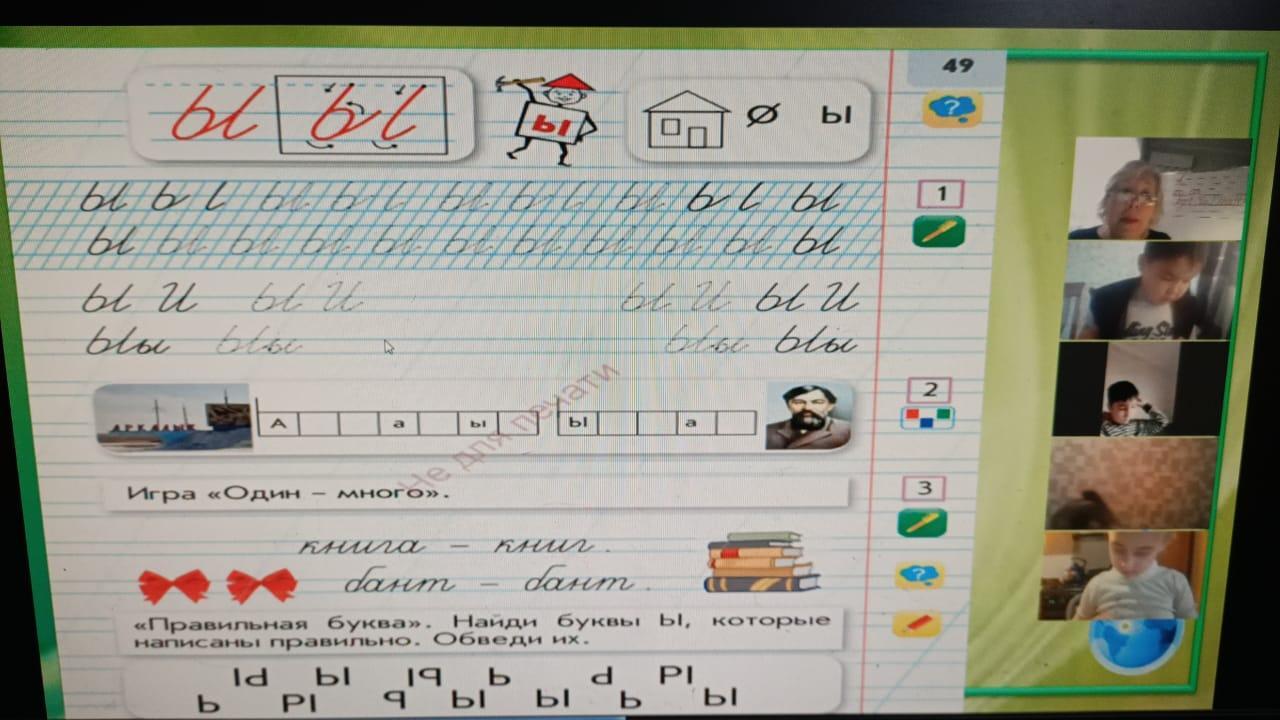 49
Ы Ы Ы ы
1
Ы ь l Ы ь l Ы ь l Ы ь l Ы
Ы Ы Ы Ы Ы Ы Ы Ы Ы Ы Ы
Ы И Ы И Ы И Ы И
Ыы Ыы Ыы Ыы
2
АРКАЛЫК
А а ы Ы а
Не для печати
3
Игра «Один – много».
книга – книг .
бант – бант .
«Правильная буква». Найди буквы Ы, которые
написаны правильно. Обведи их.
Ы Ы